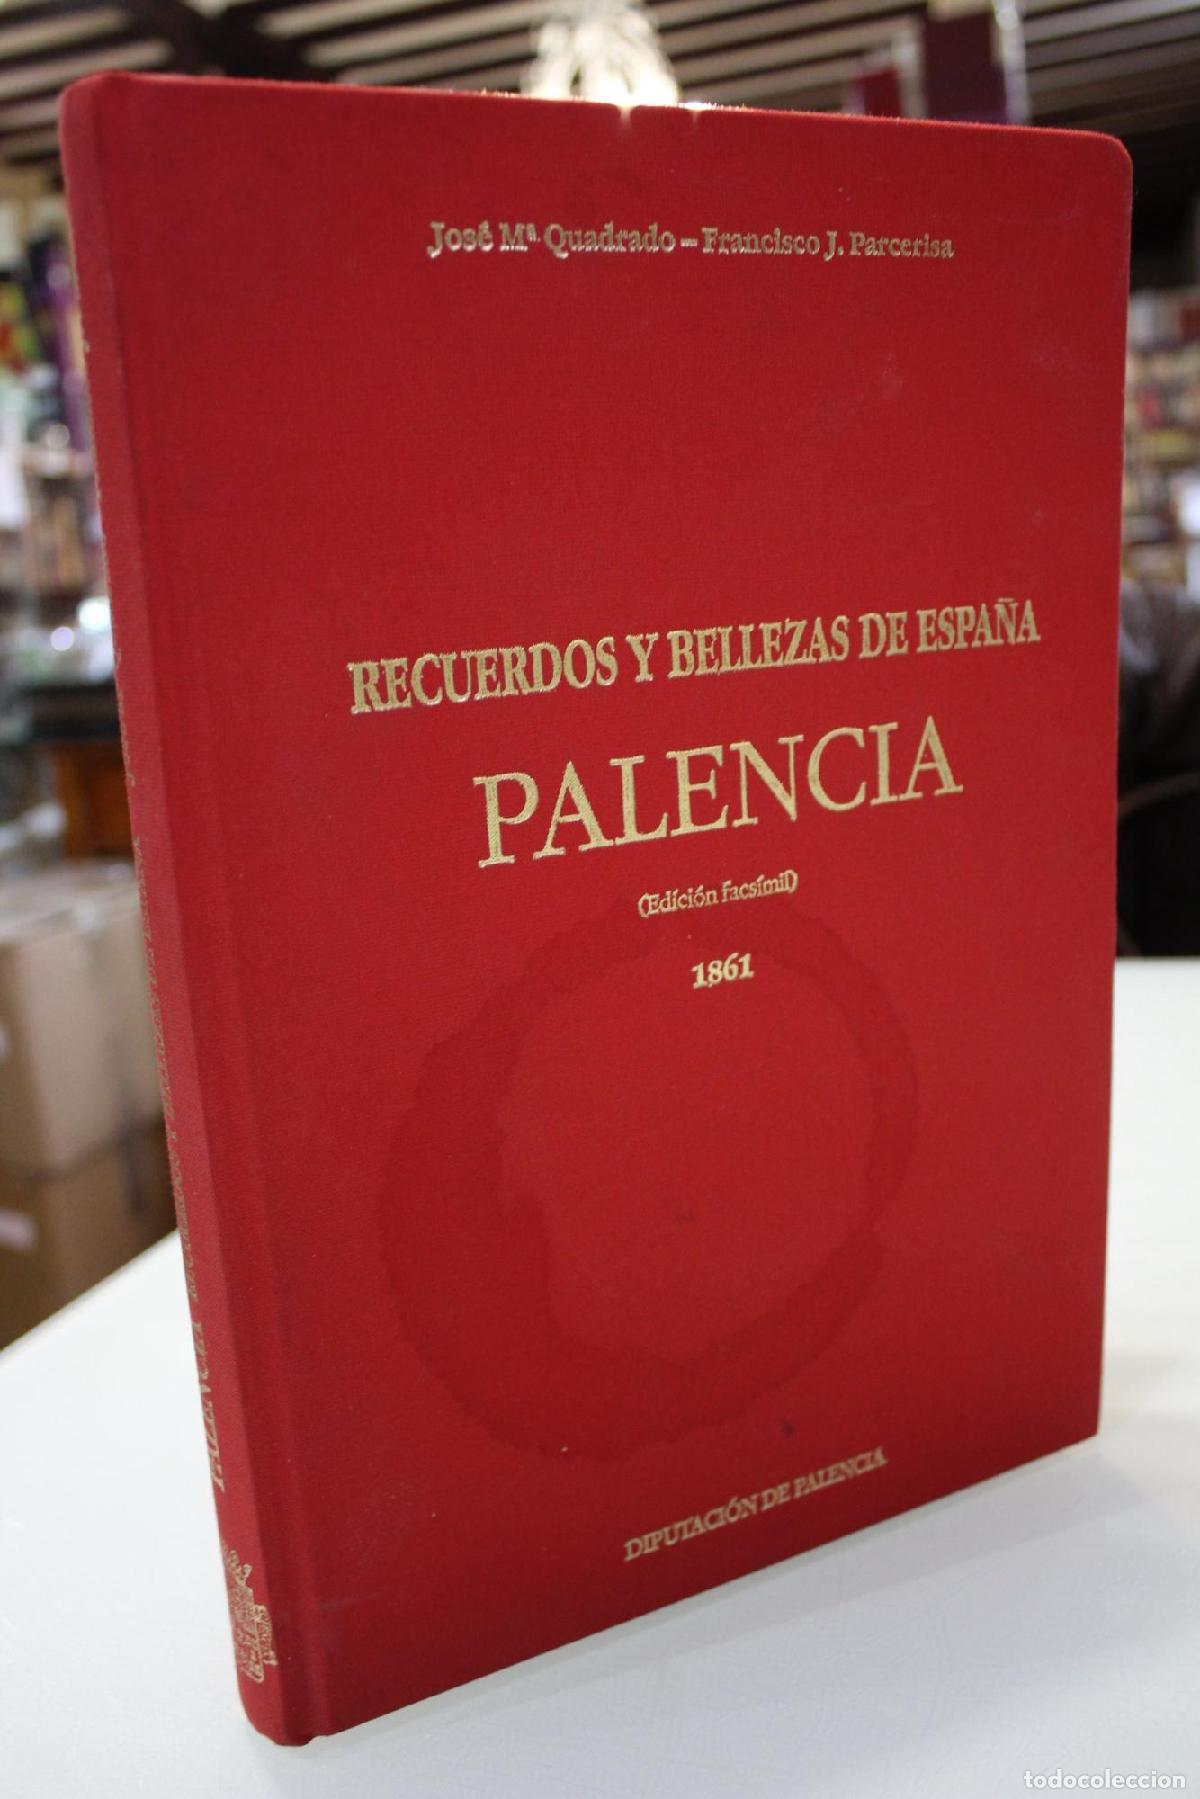 José Mª. Quadrado – Francisco J. Parcerisa
RECUERDOS Y BELLEZAS DE ESPAÑA
PALENCIA
(Edición facsímil)
1861
DIPUTACIÓN DE PALENCIA
todocoleccion